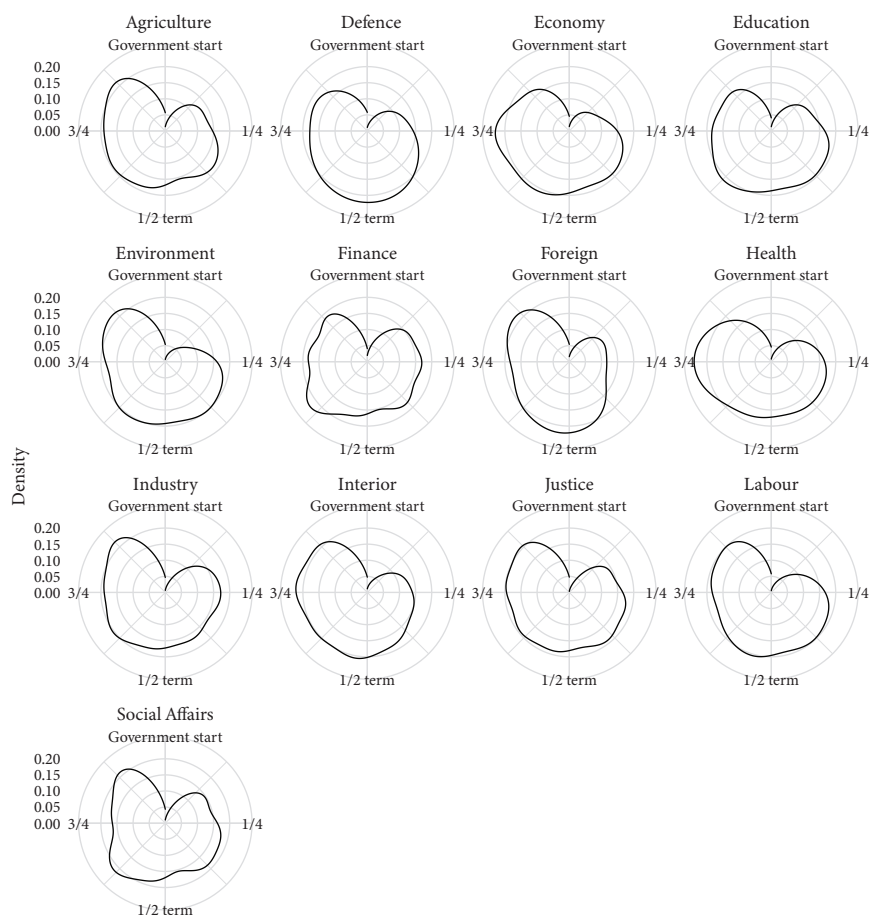 Agriculture
Defence
Economy
Education
Government start
Government start
Government start
Government start
0.20
0.15
0.10
0.05
0.00
3/4
1/4
3/4
1/4
3/4
1/4
3/4
1/4
1/2 term
1/2 term
1/2 term
1/2 term
Environment
Finance
Foreign
Health
Government start
Government start
Government start
Government start
0.20
0.15
0.10
0.05
0.00
3/4
1/4
3/4
1/4
3/4
1/4
3/4
1/4
1/2 term
1/2 term
1/2 term
1/2 term
Density
Industry
Interior
Justice
Labour
Government start
Government start
Government start
Government start
0.20
0.15
0.10
0.05
0.00
3/4
1/4
3/4
1/4
3/4
1/4
3/4
1/4
1/2 term
1/2 term
1/2 term
1/2 term
Social Affairs
Government start
0.20
0.15
0.10
0.05
0.00
3/4
1/4
1/2 term